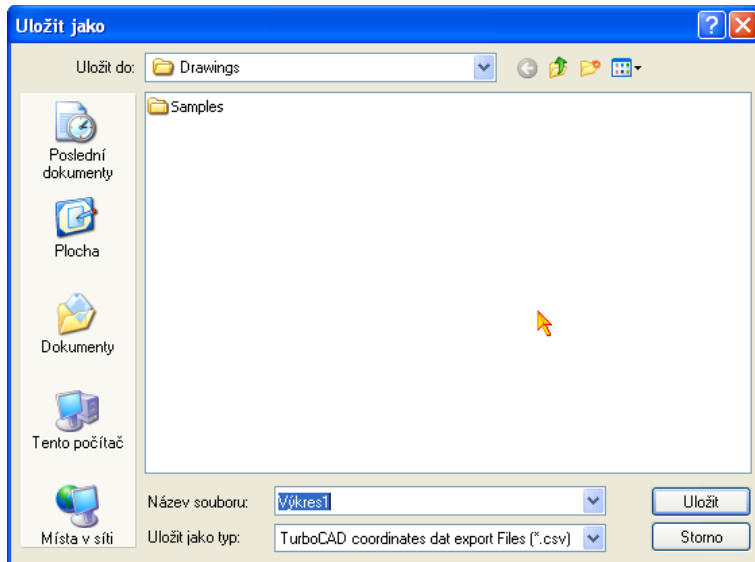 Uložit jako
Uložit do:
Drawings
Samples
Poslední
dokumenty
Plocha
Dokumenty
Tento počítač
Místa v síti
Název souboru:
Výkres1
Uložit
Uložit jako typ:
TurboCAD coordinates dat export Files (*.csv)
Storno